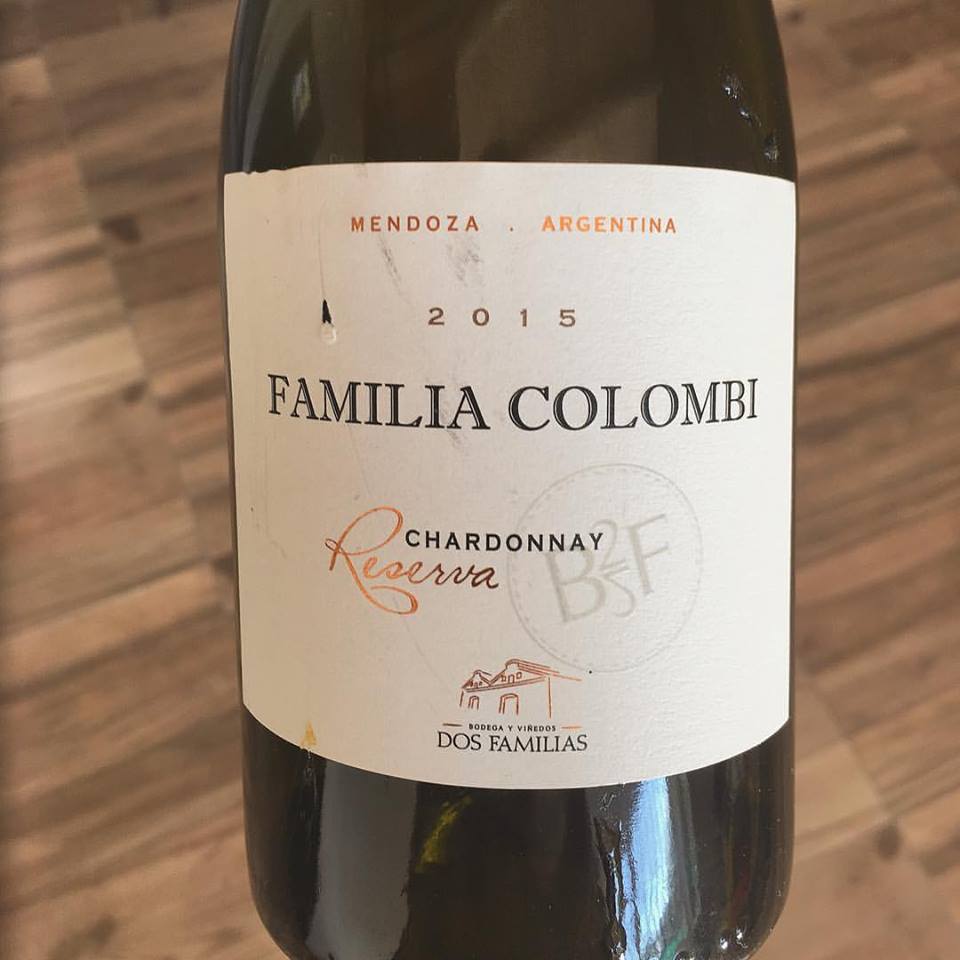 MENDOZA . ARGENTINA
2015
FAMILIA COLOMBI
CHARDONNAY
Reserva
B2F
S
BODEGA Y VIÑEDOS
DOS FAMILIAS